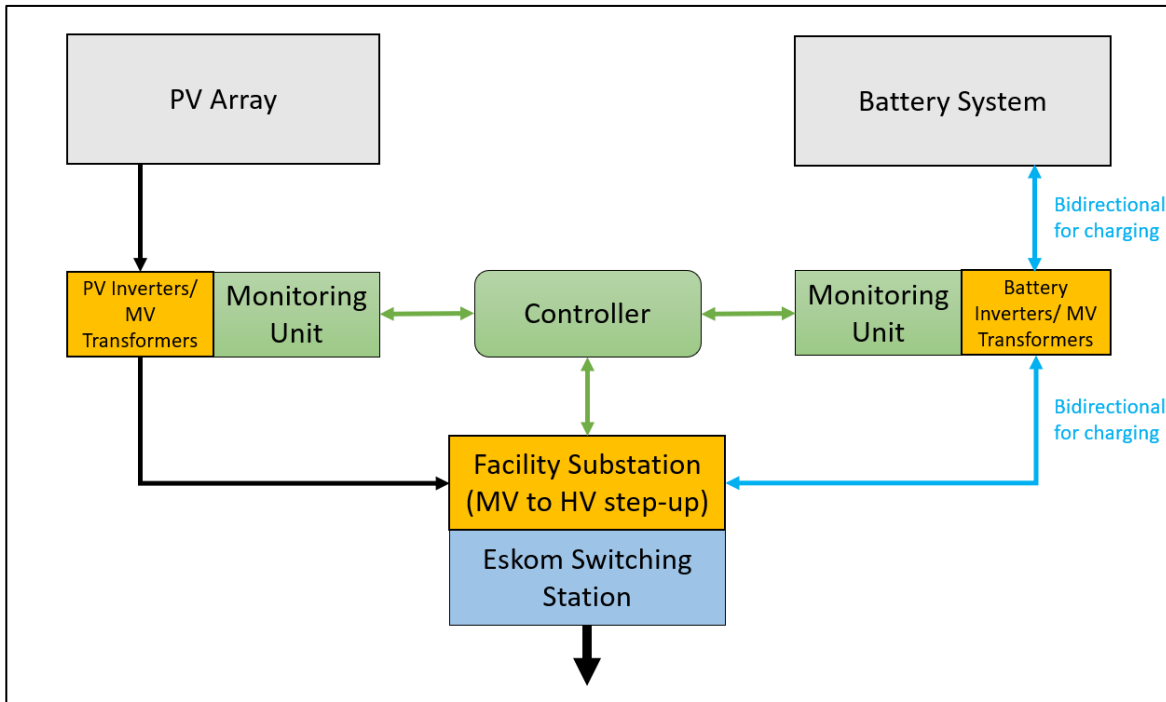 PV Array
Battery System
Bidirectional
for charging
PV Inverters/
MV
Transformers
Monitoring
Unit
Controller
Monitoring
Unit
Battery
Inverters/ MV
Transformers
Bidirectional
for charging
Facility Substation
(MV to HV step-up)
Eskom Switching
Station